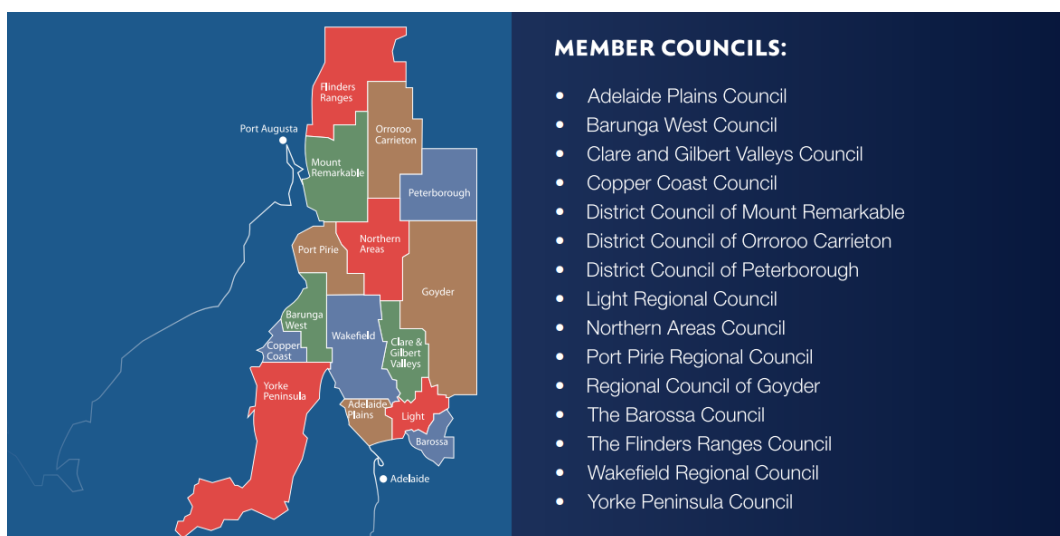 Flinders
Ranges
Port Augusta
Orroroo
Carrieton
Mount
Remarkable
Peterborough
Northern
Areas
Port Pirie
Goyder
Barunga
West
Wakefield
Copper
Coast
Clare &
Gilbert
Valleys
Yorke
Peninsula
Adelaide
Plains
Light
Barossa
Adelaide
MEMBER COUNCILS:
• Adelaide Plains Council
• Barunga West Council
• Clare and Gilbert Valleys Council
• Copper Coast Council
• District Council of Mount Remarkable
• District Council of Orroroo Carrieton
• District Council of Peterborough
• Light Regional Council
• Northern Areas Council
• Port Pirie Regional Council
• Regional Council of Goyder
• The Barossa Council
• The Flinders Ranges Council
• Wakefield Regional Council
• Yorke Peninsula Council